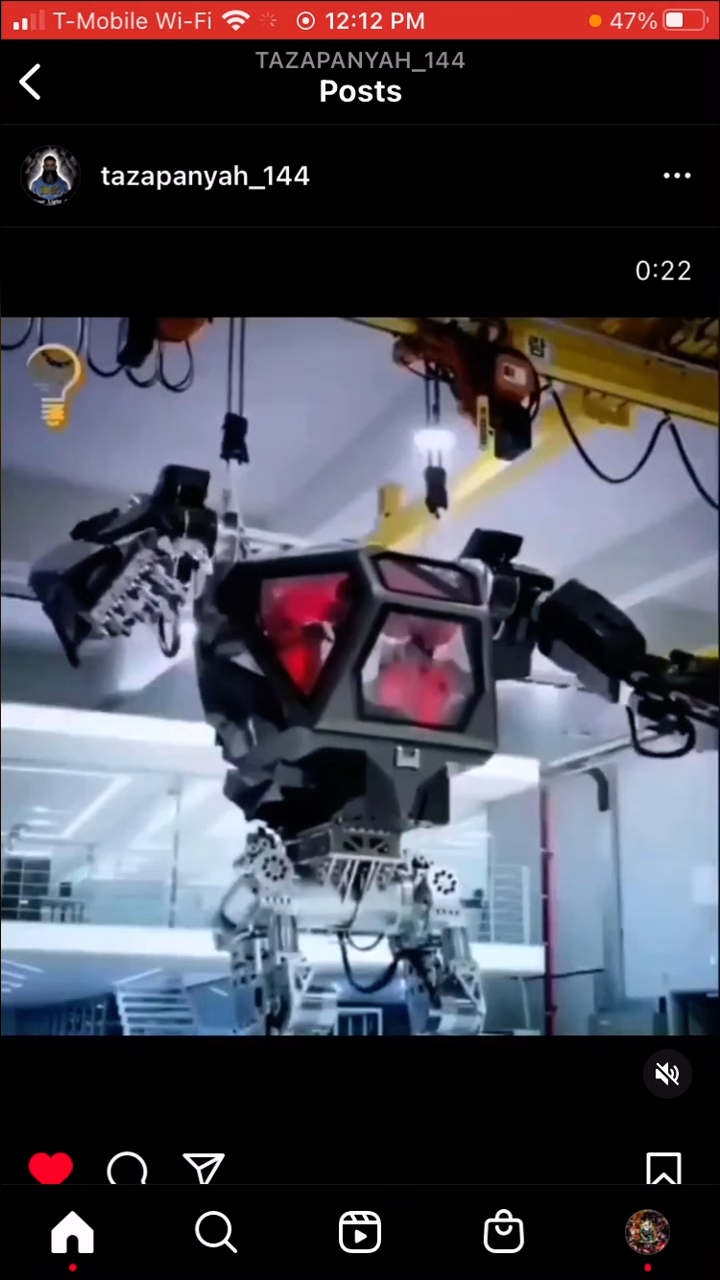 T-Mobile Wi-Fi 12:12 PM 47%
TAZAPANYAH_144
Posts
tazapanyah_144
0:22